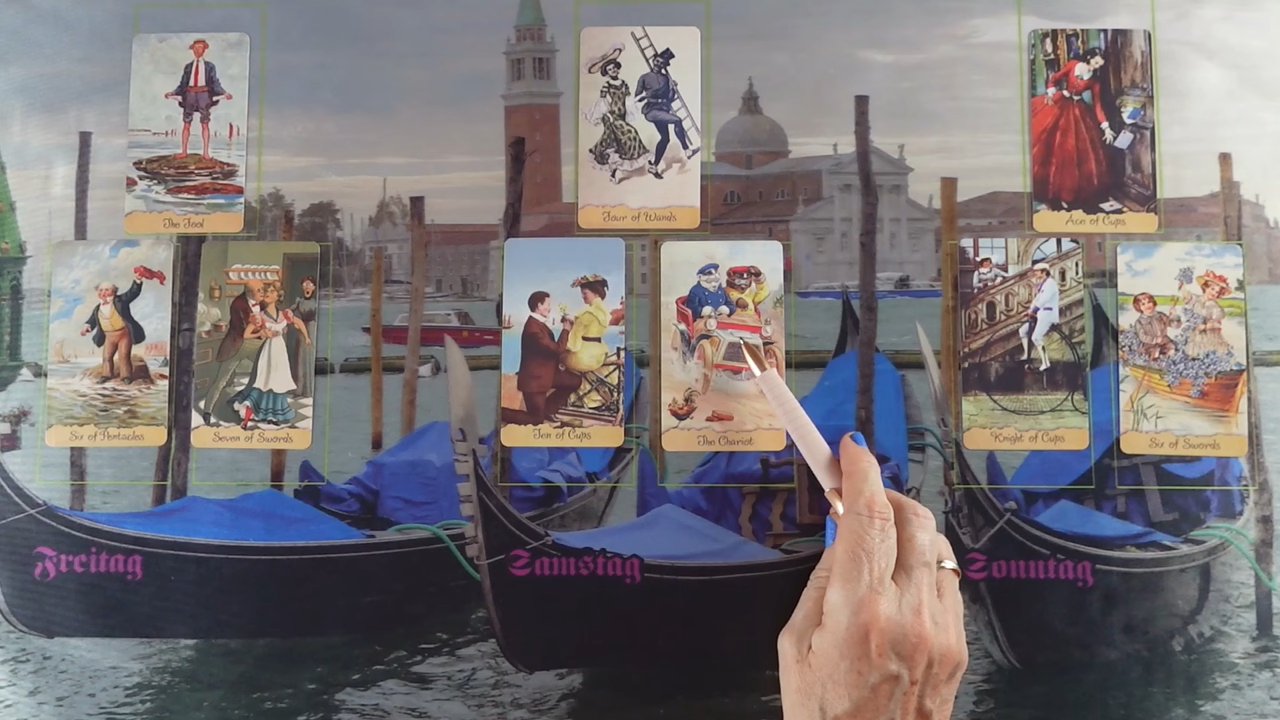 The Fool
Six of Pentacles
Seven of Swords
Four of Wands
Ten of Cups
The Chariot
Ace of Cups
Knight of Cups
Six of Swords
Freitag
Samstag
Sonntag